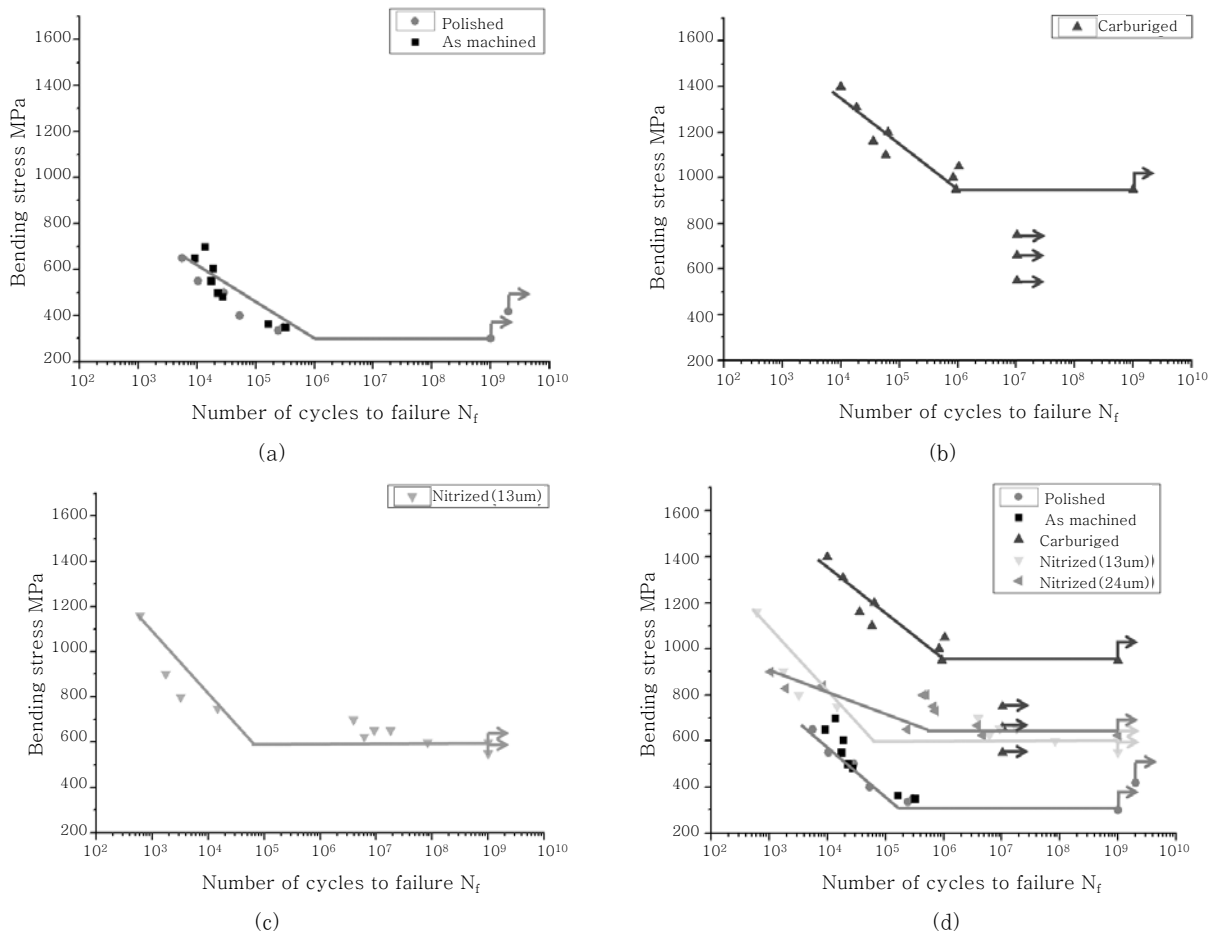 Polished
As machined
Bending stress MPa
1600
1400
1200
1000
800
600
400
200
10² 10³ 10⁴ 10⁵ 10⁶ 10⁷ 10⁸ 10⁹ 10¹⁰
Number of cycles to failure N_f
(a)
Carburiged
Bending stress MPa
1600
1400
1200
1000
800
600
400
200
10² 10³ 10⁴ 10⁵ 10⁶ 10⁷ 10⁸ 10⁹ 10¹⁰
Number of cycles to failure N_f
(b)
Nitrized(13um)
Bending stress MPa
1600
1400
1200
1000
800
600
400
200
10² 10³ 10⁴ 10⁵ 10⁶ 10⁷ 10⁸ 10⁹ 10¹⁰
Number of cycles to failure N_f
(c)
Polished
As machined
Carburiged
Nitrized(13um))
Nitrized(24um))
Bending stress MPa
1600
1400
1200
1000
800
600
400
200
10² 10³ 10⁴ 10⁵ 10⁶ 10⁷ 10⁸ 10⁹ 10¹⁰
Number of cycles to failure N_f
(d)